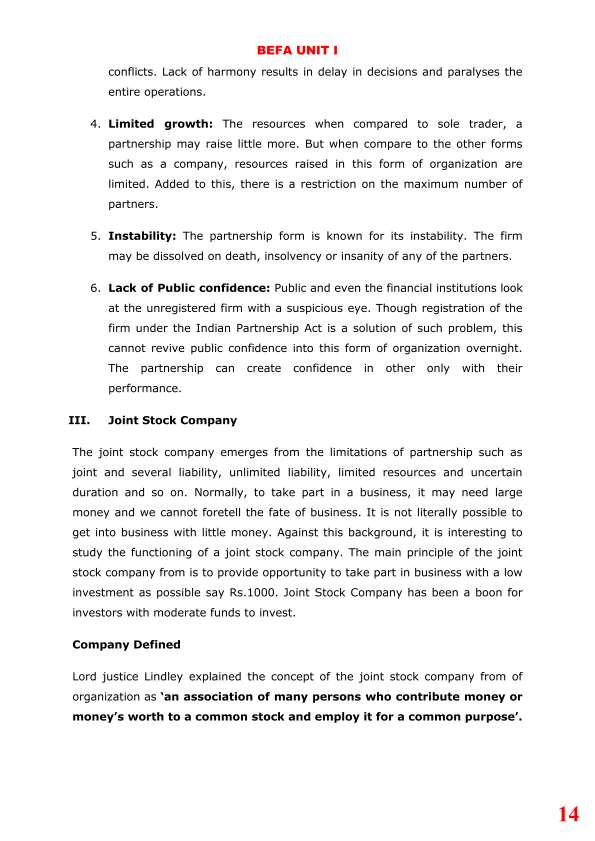 BEFA UNIT I
conflicts. Lack of harmony results in delay in decisions and paralyses the
entire operations.
4. Limited growth: The resources when compared to sole trader, a
partnership may raise little more. But when compare to the other forms
such as a company, resources raised in this form of organization are
limited. Added to this, there is a restriction on the maximum number of
partners.
5. Instability: The partnership form is known for its instability. The firm
may be dissolved on death, insolvency or insanity of any of the partners.
6. Lack of Public confidence: Public and even the financial institutions look
at the unregistered firm with a suspicious eye. Though registration of the
firm under the Indian Partnership Act is a solution of such problem, this
cannot revive public confidence into this form of organization overnight.
The partnership can create confidence in other only with their
performance.
III. Joint Stock Company
The joint stock company emerges from the limitations of partnership such as
joint and several liability, unlimited liability, limited resources and uncertain
duration and so on. Normally, to take part in a business, it may need large
money and we cannot foretell the fate of business. It is not literally possible to
get into business with little money. Against this background, it is interesting to
study the functioning of a joint stock company. The main principle of the joint
stock company from is to provide opportunity to take part in business with a low
investment as possible say Rs.1000. Joint Stock Company has been a boon for
investors with moderate funds to invest.
Company Defined
Lord justice Lindley explained the concept of the joint stock company from of
organization as ‘an association of many persons who contribute money or
money’s worth to a common stock and employ it for a common purpose’.
14